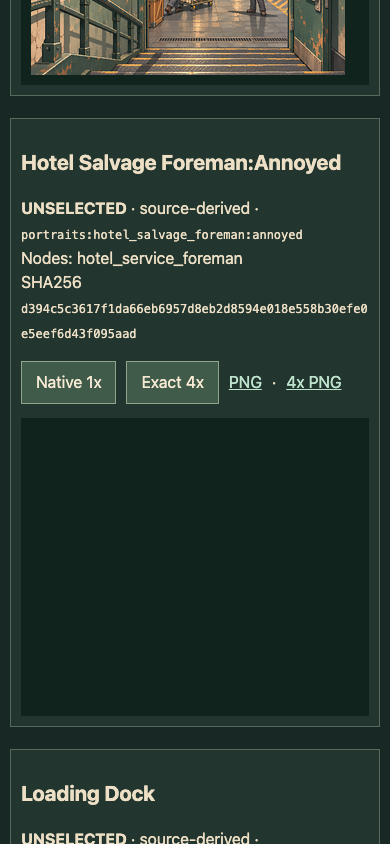 Hotel Salvage Foreman:Annoyed
UNSELECTED · source-derived ·
portraits:hotel_salvage_foreman:annoyed
Nodes: hotel_service_foreman
SHA256
d394c5c3617f1da66eb6957d8eb2d8594e018e558b30efe0
e5eef6d43f095aad
Native 1x Exact 4x PNG · 4x PNG
Loading Dock
UNSELECTED · source-derived ·